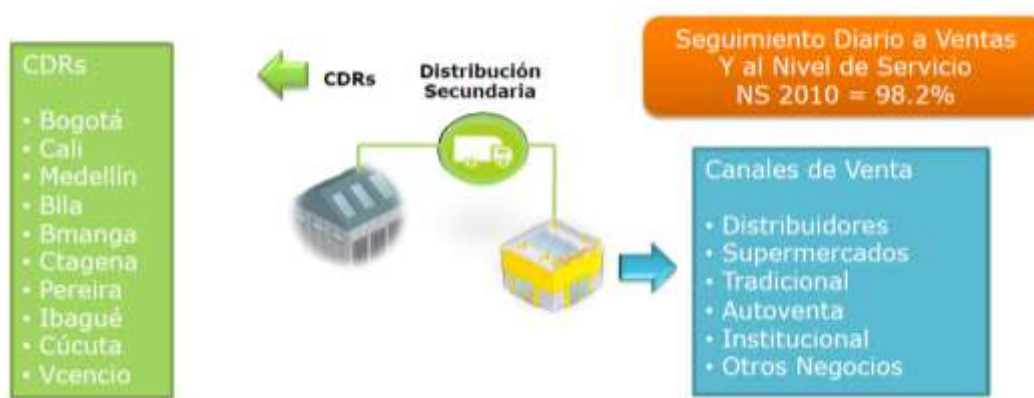 CDRs
• Bogotá
• Cali
• Medellín
• Blla
• Bmanga
• Ctagena
• Pereira
• Ibagué
• Cúcuta
• Vcencio
CDRs
Distribución
Secundaria
Seguimiento Diario a Ventas
Y al Nivel de Servicio
NS 2010 = 98.2%
Canales de Venta
• Distribuidores
• Supermercados
• Tradicional
• Autoventa
• Institucional
• Otros Negocios